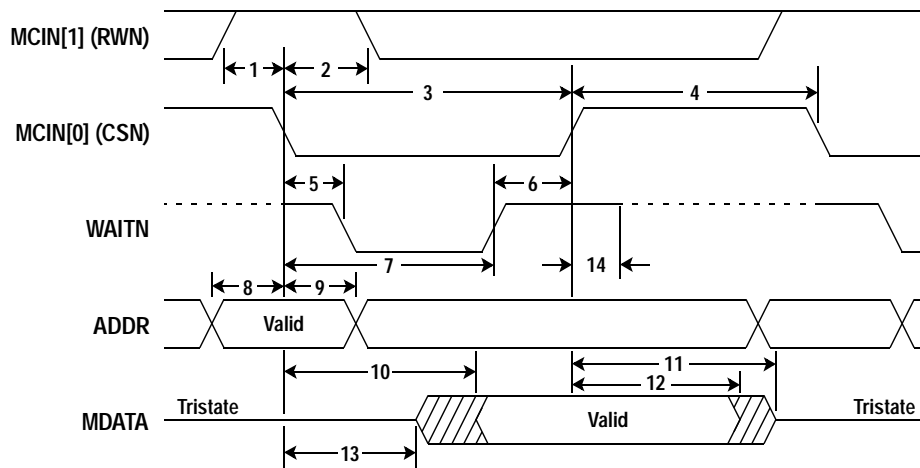 MCIN[1] (RWN)
1
2
3
4
MCIN[0] (CSN)
5
6
WAITN
7
14
8
9
ADDR
Valid
10
11
12
Tristate
Valid
Tristate
MDATA
13